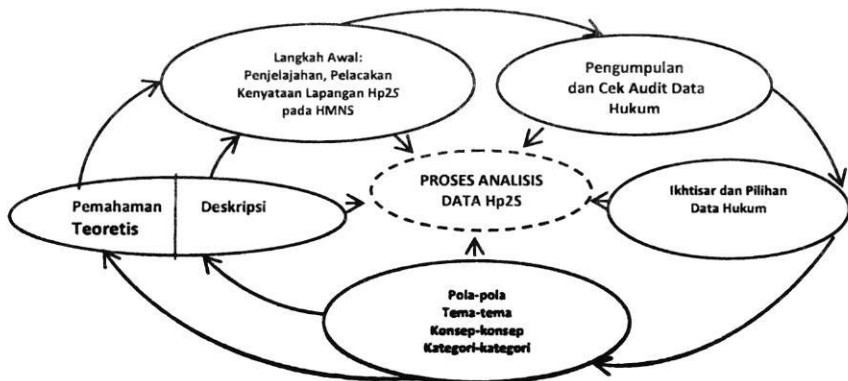 Langkah Awal:
Penjelajahan, Pelacakan
Kenyataan Lapangan Hp2S
pada HMNS
Pengumpulan
dan Cek Audit Data
Hukum
PROSES ANALISIS
DATA Hp2S
Pemahaman
Teoretis
Deskripsi
Ikhtisar dan Pilihan
Data Hukum
Pola-pola
Tema-tema
Konsep-konsep
Kategori-kategori